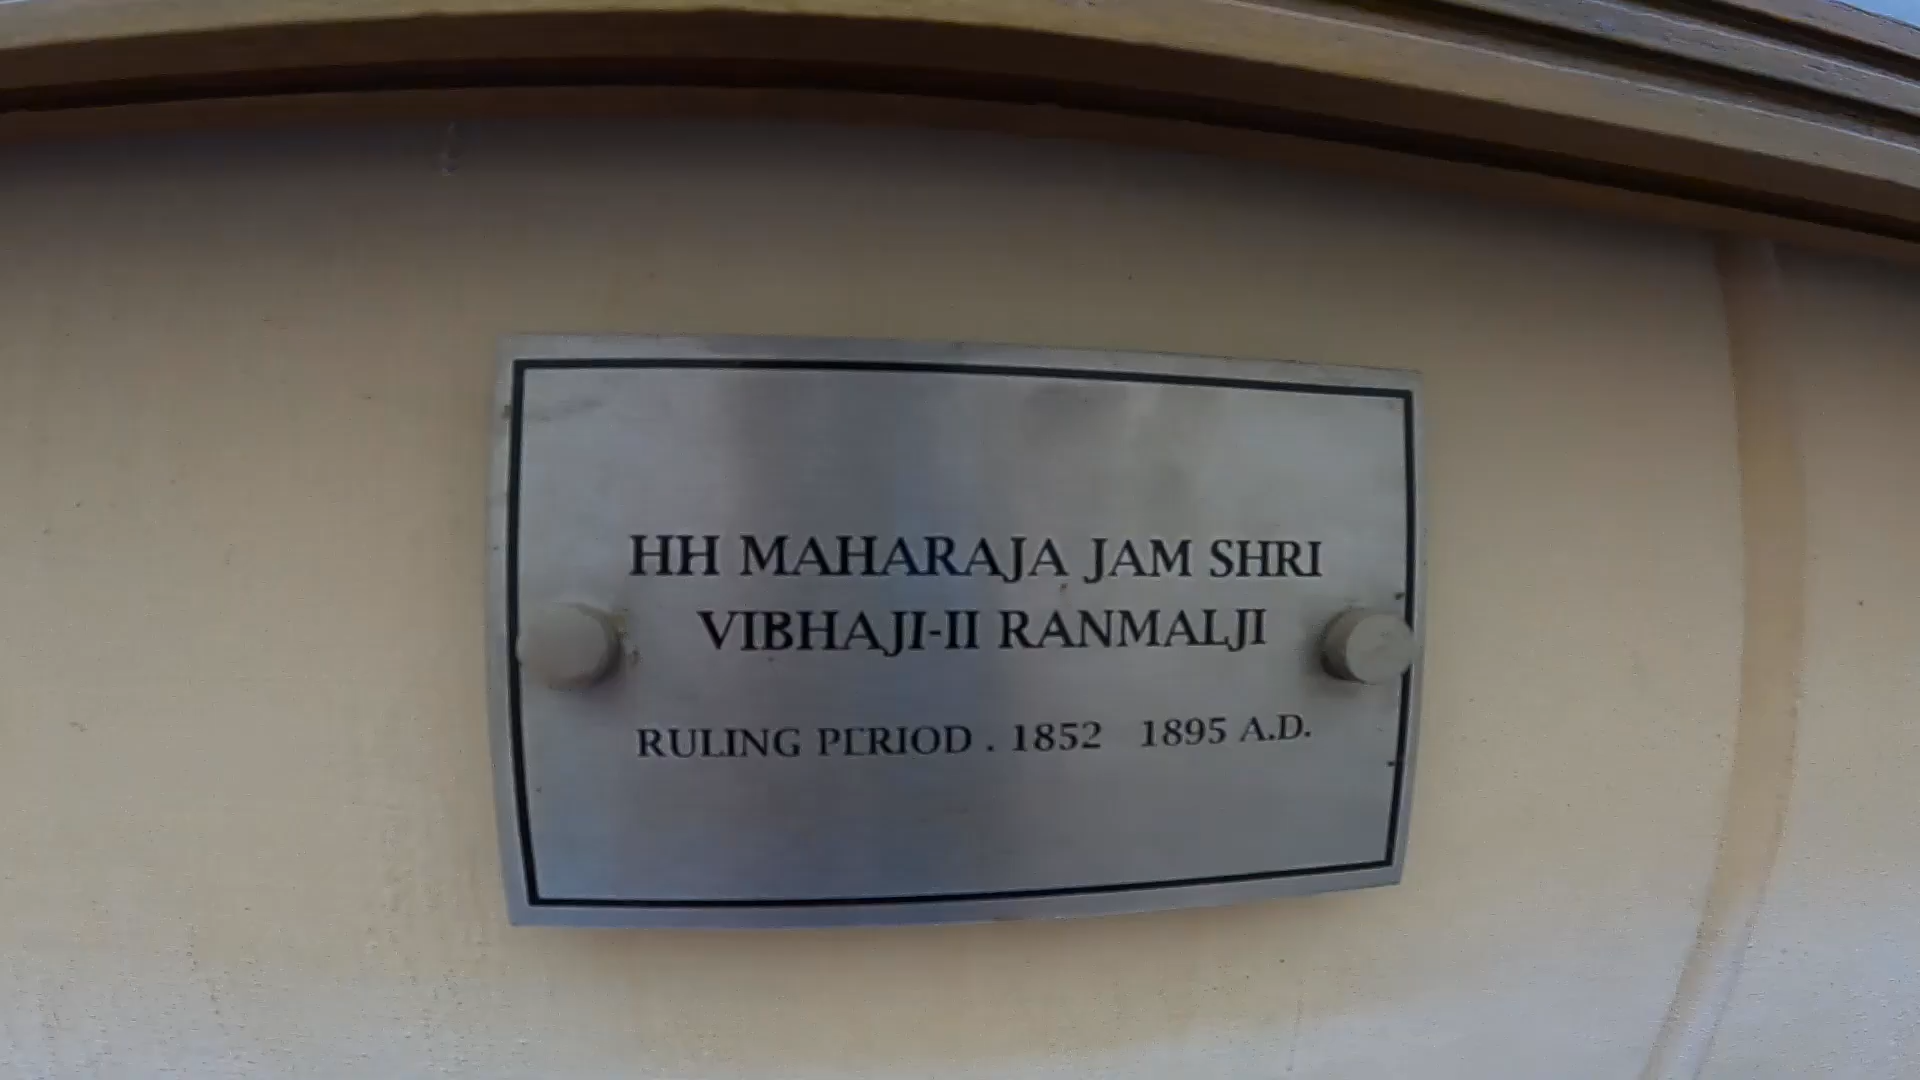 HH MAHARAJA JAM SHRI
VIBHAJI-II RANMALJI
RULING PERIOD . 1852 1895 A.D.